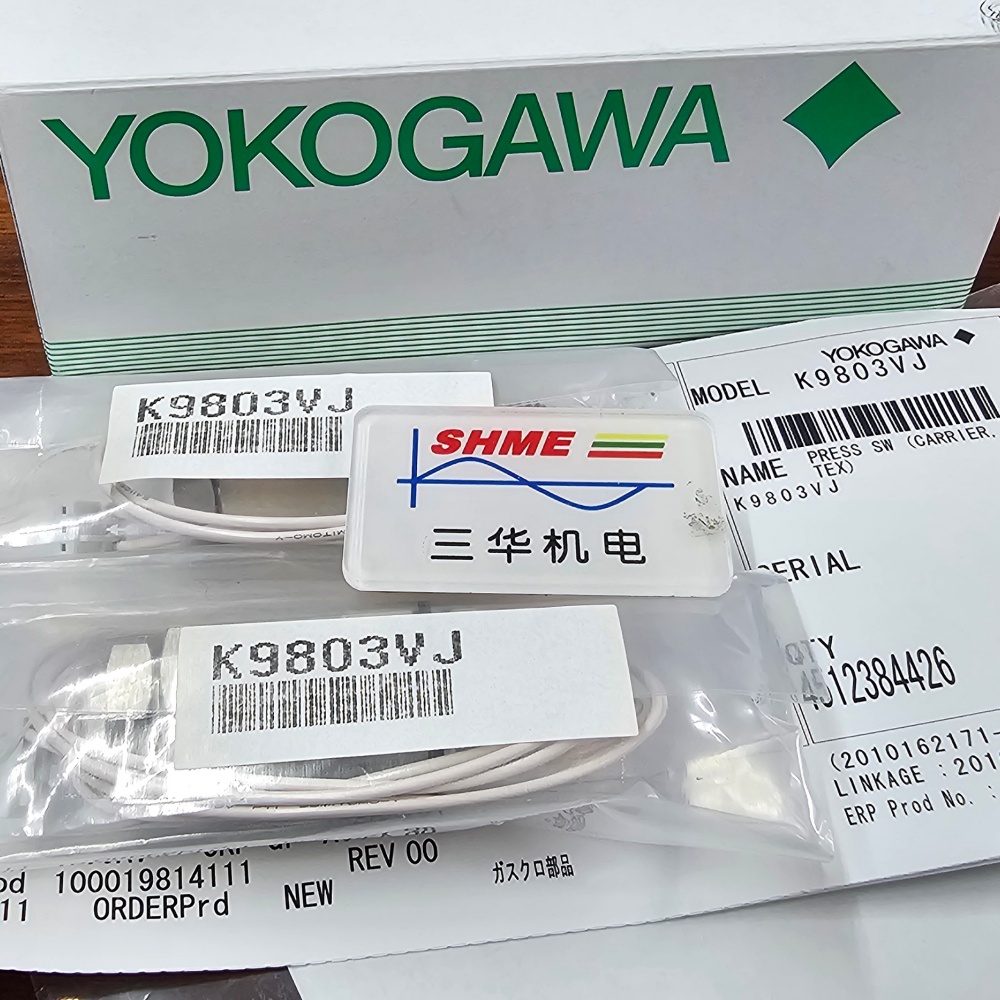 YOKOGAWA
YOKOGAWA
MODEL K9803VJ
NAME PRESS SW (CARRIER.
TEX)
K9803VJ
K9803VJ
SHME
三华机电
ERIAL
QTY
4512384426
K9803VJ
(2010162171-
LINKAGE : 201
ERP Prod No. :
REV 00
od 100019814111
ガスクロ部品
11 ORDERPrd NEW